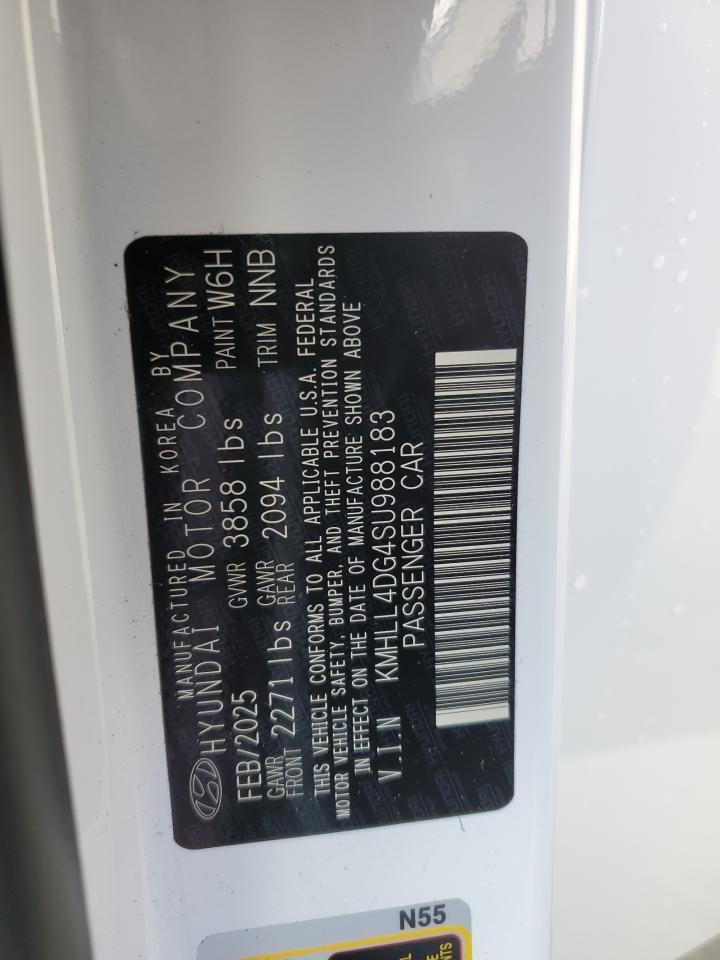 MANUFACTURED IN KOREA BY
HYUNDAI MOTOR COMPANY
FEB/2025 GVWR 3858 lbs PAINT W6H
GAWR FRONT 2271 lbs GAWR REAR 2094 lbs TRIM NNB
THIS VEHICLE CONFORMS TO ALL APPLICABLE U.S.A. FEDERAL
MOTOR VEHICLE SAFETY, BUMPER, AND THEFT PREVENTION STANDARDS
IN EFFECT ON THE DATE OF MANUFACTURE SHOWN ABOVE
V.I.N KMHLL4DG4SU988183
PASSENGER CAR
N55